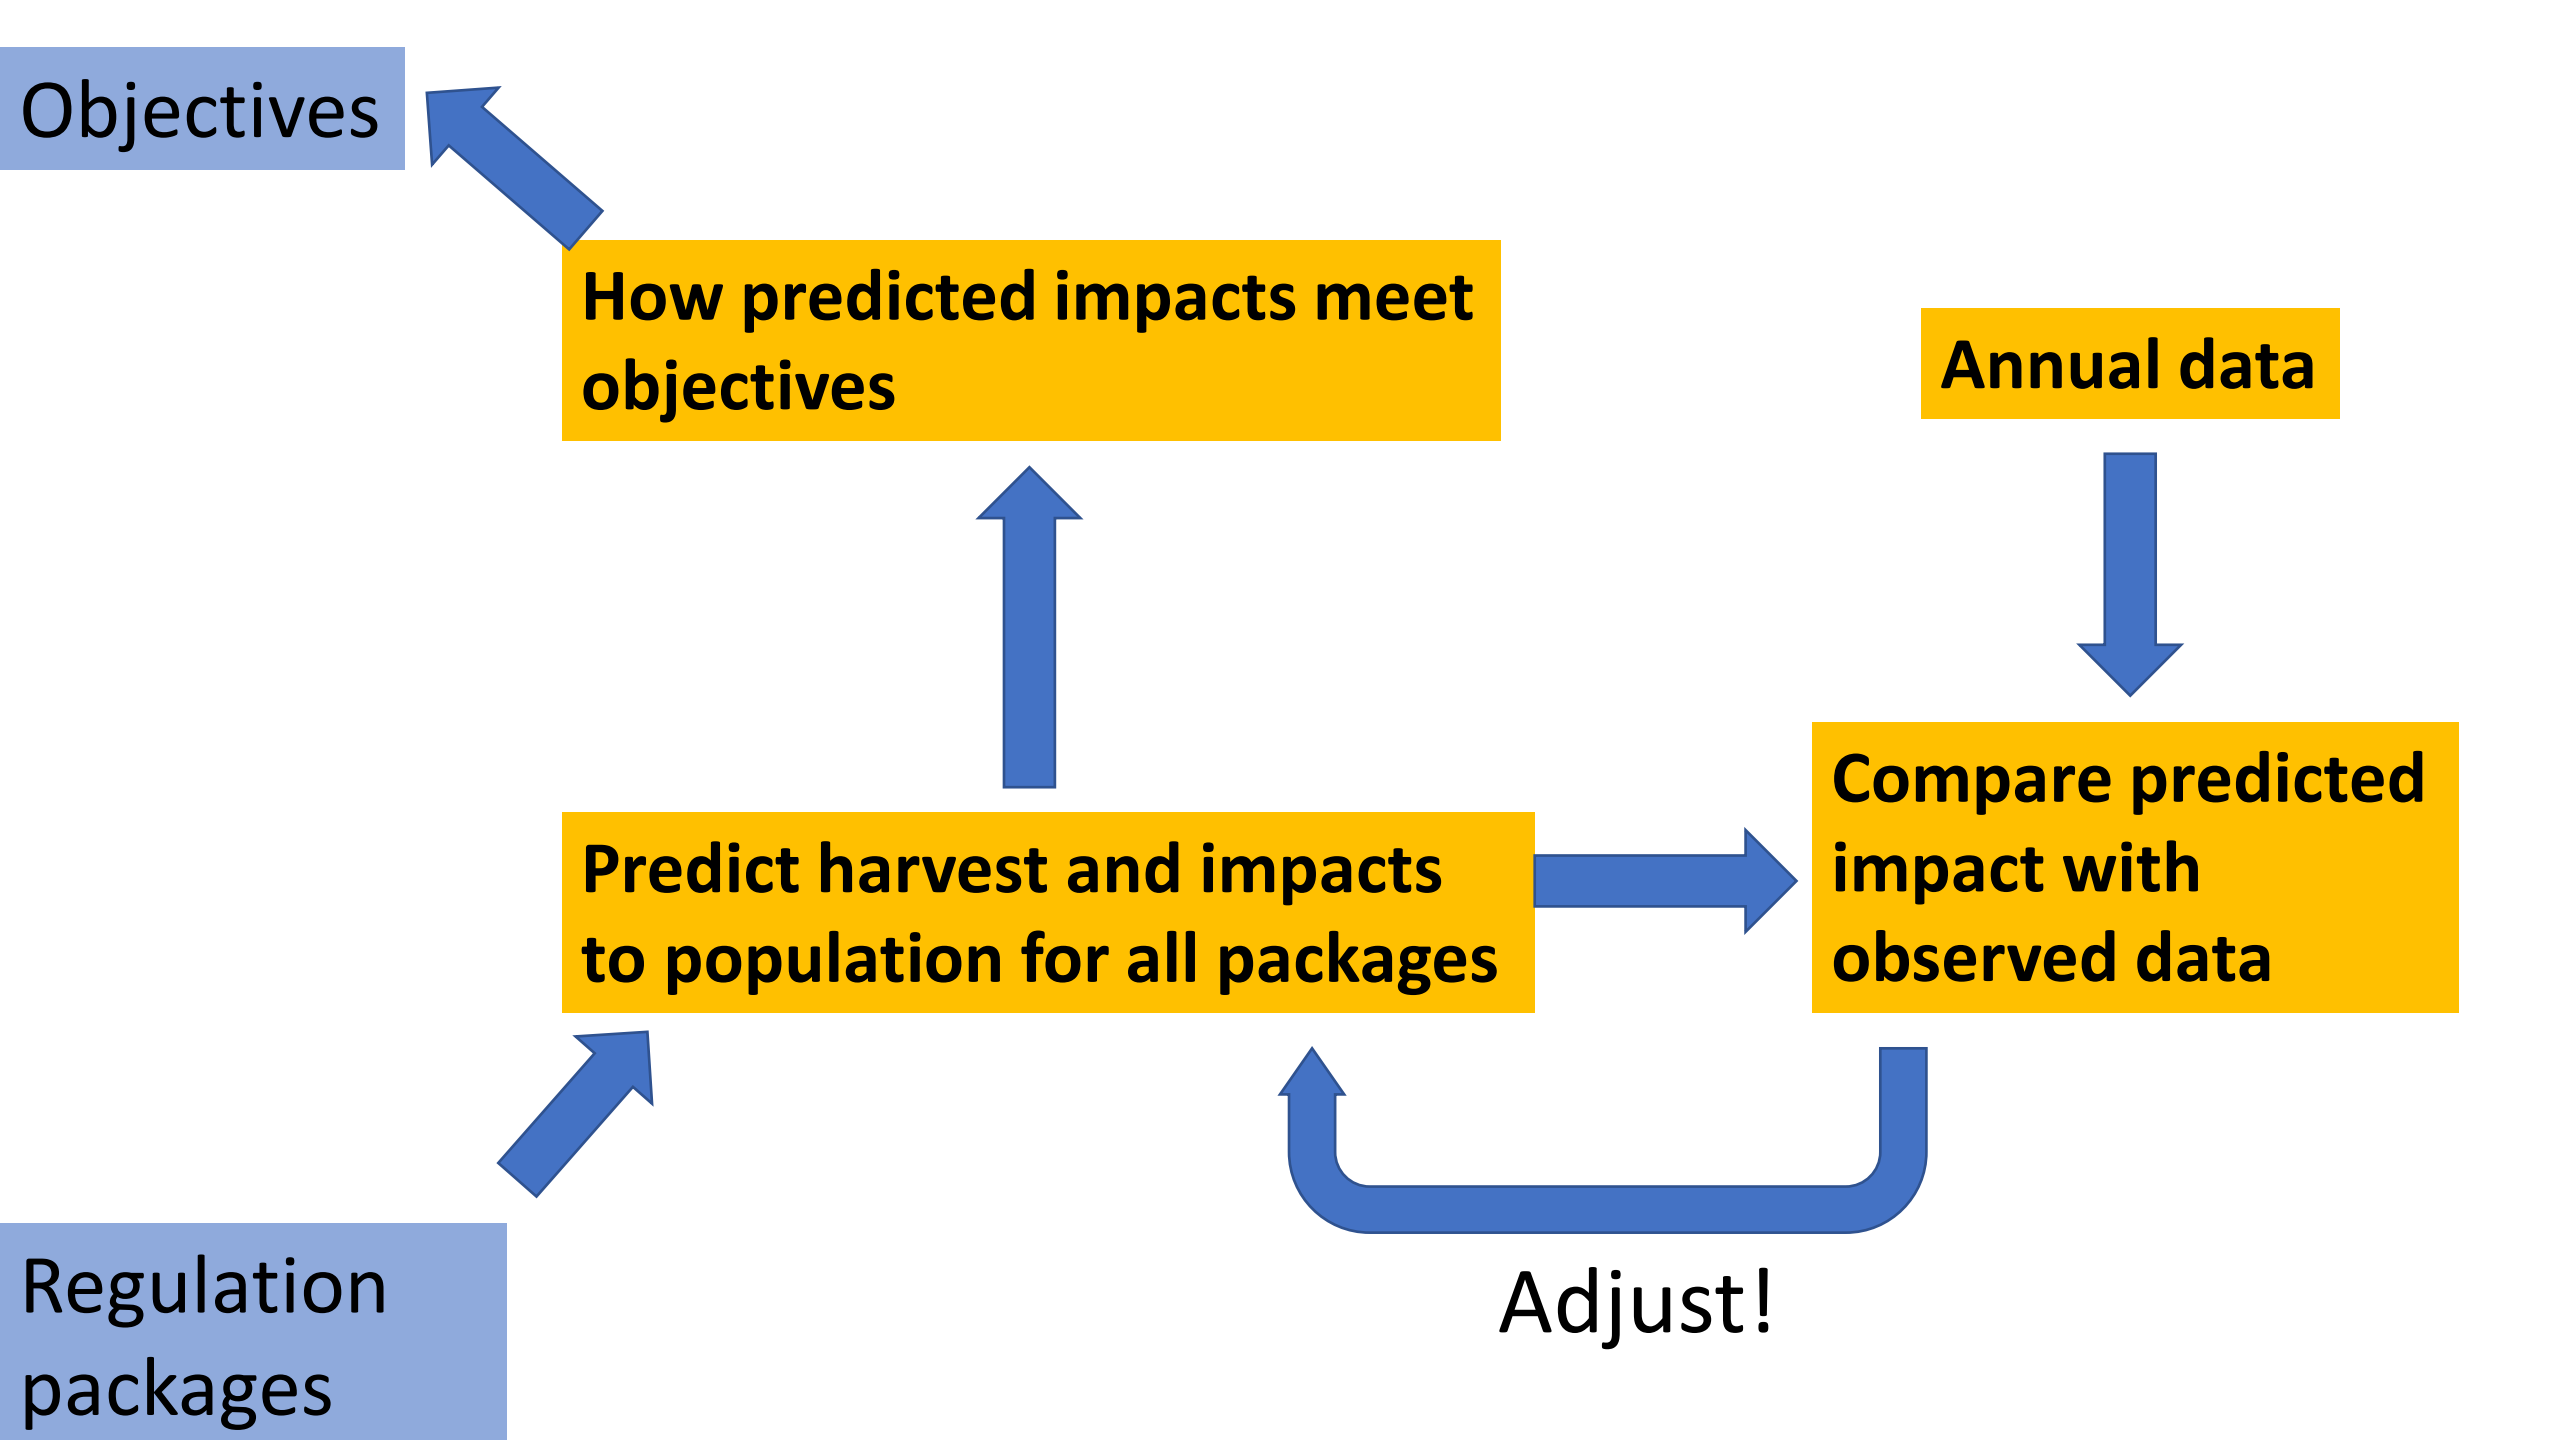 Objectives
How predicted impacts meet
objectives
Annual data
Compare predicted
impact with
observed data
Predict harvest and impacts
to population for all packages
Regulation
packages
Adjust!